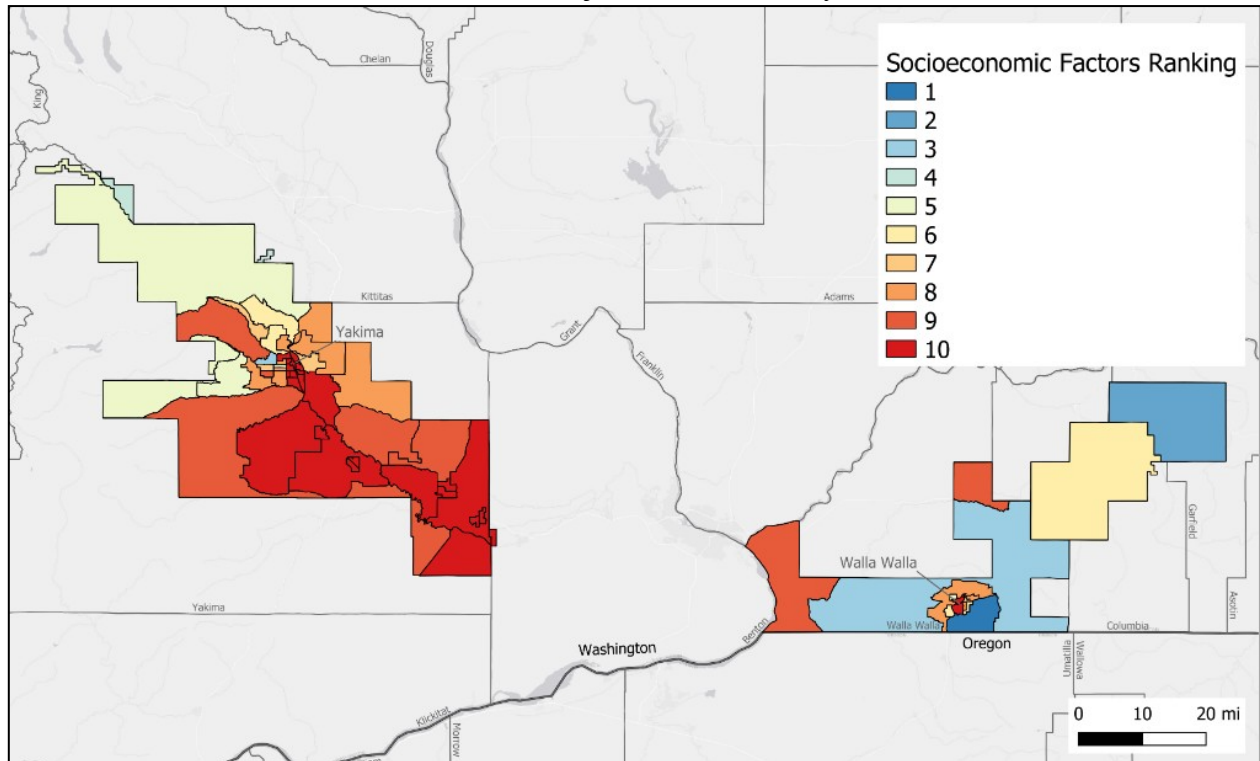 Socioeconomic Factors Ranking
1
2
3
4
5
6
7
8
9
10
Chelan
Douglas
King
Kittitas
Yakima
Grant
Adams
Franklin
Garfield
Asotin
Walla Walla
Walla Walla
Columbia
Benton
Yakima
Washington
Oregon
Umatilla
Wallowa
Klickitat
Morrow
0 10 20 mi